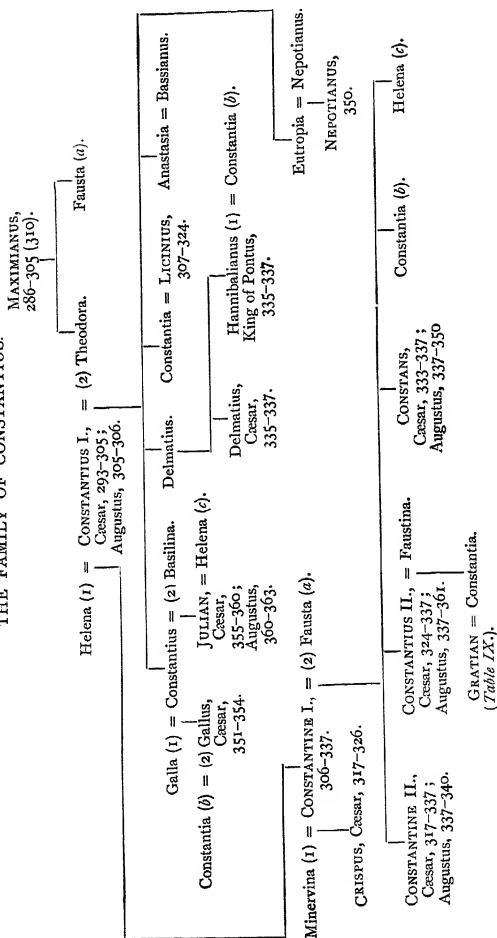 THE FAMILY OF CONSTANTIUS.
MAXIMIANUS,
286–305 (310).
Helena (1) = CONSTANTIUS I., = (2) Theodora.
Cæsar, 293–305;
Augustus, 305–306.
Fausta (a).
Galla (1) = Constantius = (2) Basilina.
Delmatius.
Constantia = LICINIUS,
307–324.
Anastasia = Bassianus.
Constantia (b) = (2) Gallus,
Cæsar,
351–354.
JULIAN, = Helena (c).
Cæsar,
355–360;
Augustus,
360–363.
Delmatius,
Cæsar,
335–337.
Hannibalianus (1) = Constantia (b).
King of Pontus,
335–337.
Eutropia = Nepotianus.
NEPOTIANUS,
350.
Minervina (1) = CONSTANTINE I., = (2) Fausta (a).
306–337.
CRISPUS, Cæsar, 317–326.
CONSTANTINE II.,
Cæsar, 317–337;
Augustus, 337–340.
CONSTANTIUS II., = Faustina.
Cæsar, 324–337;
Augustus, 337–361.
CONSTANS,
Cæsar, 333–337;
Augustus, 337–350
Constantia (b).
Helena (c).
GRATIAN = Constantia.
(Table IX.).